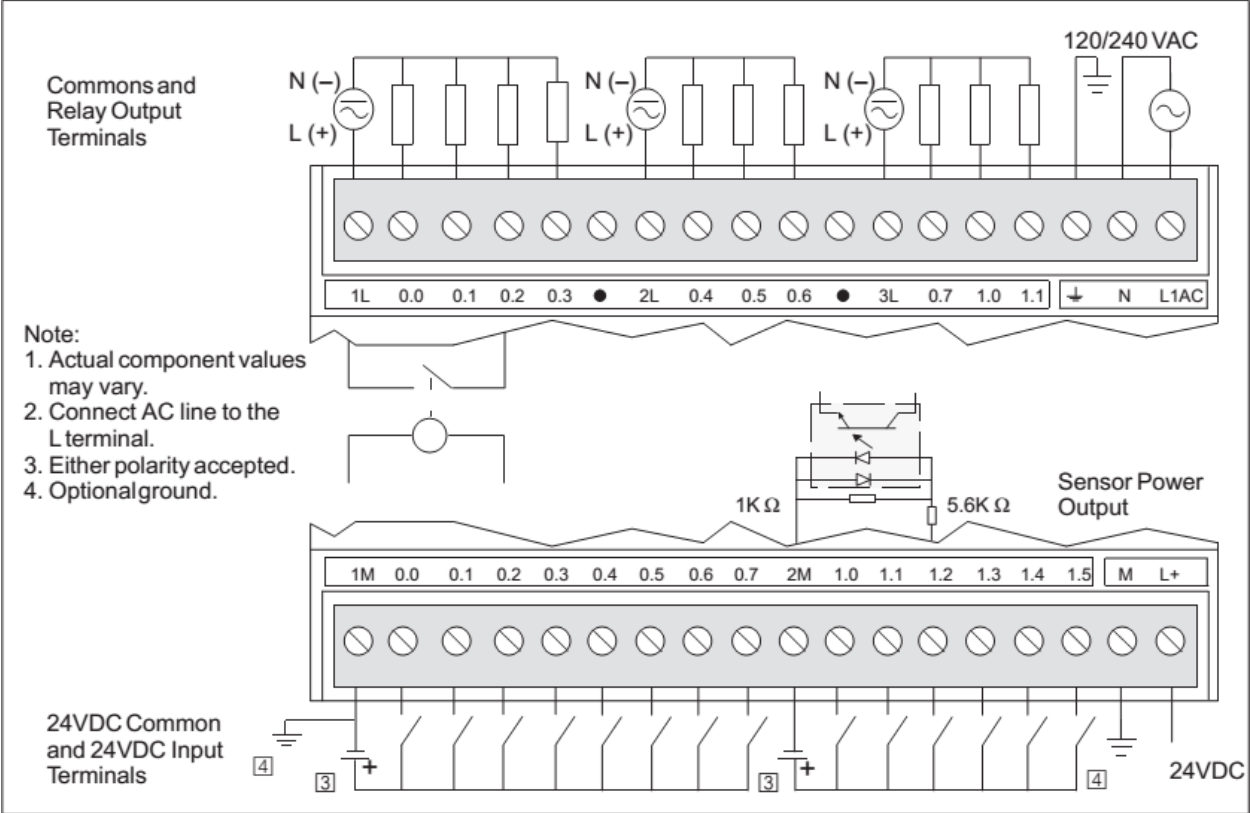 120/240 VAC
Commons and
Relay Output
Terminals
N (–)
L (+)
N (–)
L (+)
N (–)
L (+)
1L 0.0 0.1 0.2 0.3 ● 2L 0.4 0.5 0.6 ● 3L 0.7 1.0 1.1 ⏚ N L1AC
Note:
1. Actual component values
may vary.
2. Connect AC line to the
L terminal.
3. Either polarity accepted.
4. Optional ground.
1K Ω
5.6K Ω
Sensor Power
Output
1M 0.0 0.1 0.2 0.3 0.4 0.5 0.6 0.7 2M 1.0 1.1 1.2 1.3 1.4 1.5 M L+
24VDC Common
and 24VDC Input
Terminals
4
3
+
3
+
4
24VDC